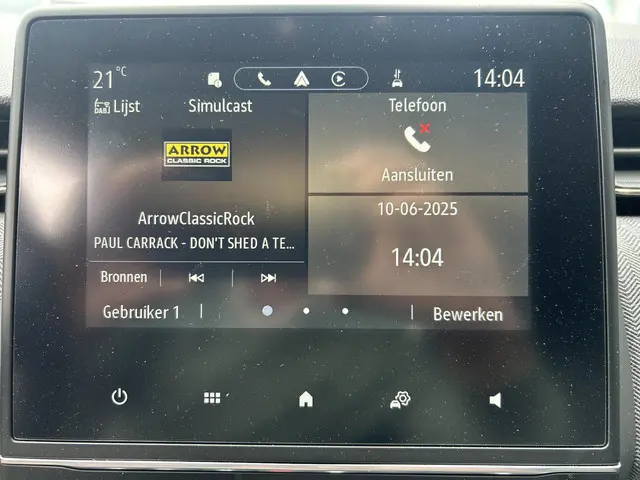 21°C
14:04
DAB Lijst
Simulcast
ARROW
CLASSIC ROCK
ArrowClassicRock
PAUL CARRACK - DON'T SHED A TE...
Bronnen
Telefoon
Aansluiten
10-06-2025
14:04
Gebruiker 1
Bewerken